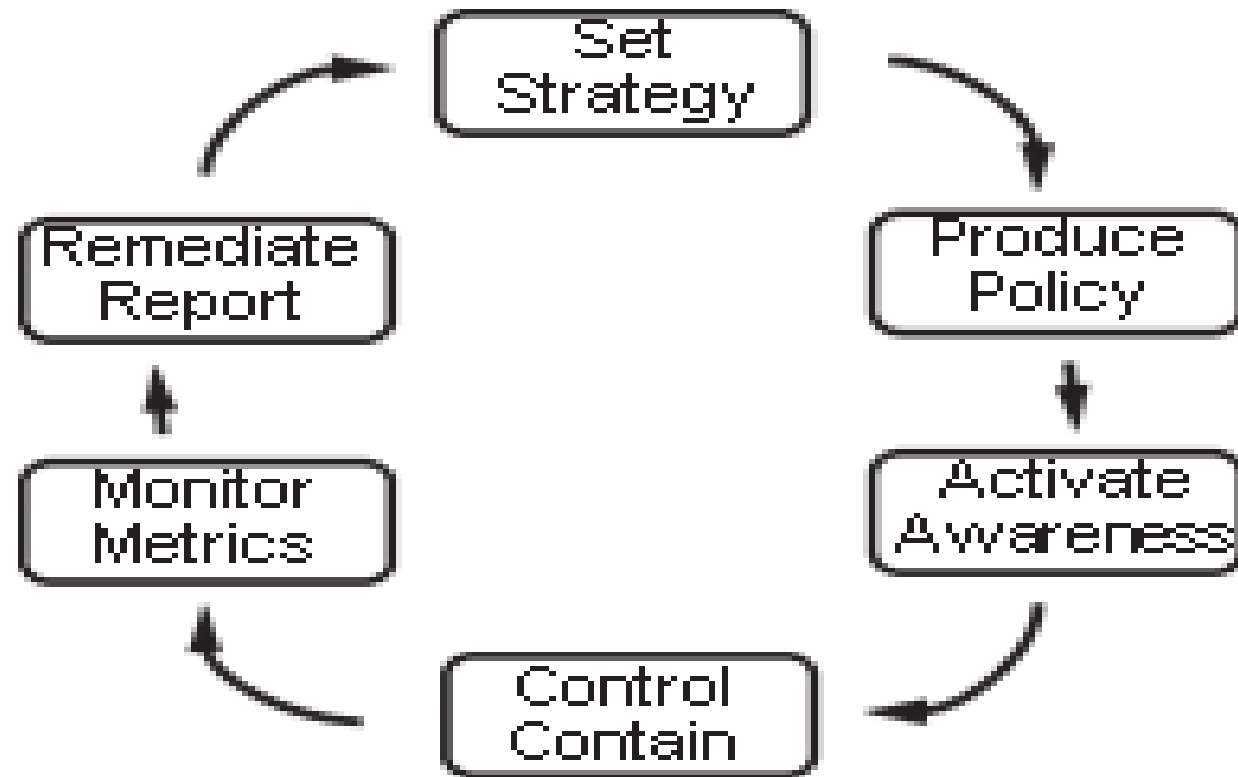 Set
Strategy
Produce
Policy
Activate
Awareness
Control
Contain
Monitor
Metrics
Remediate
Report